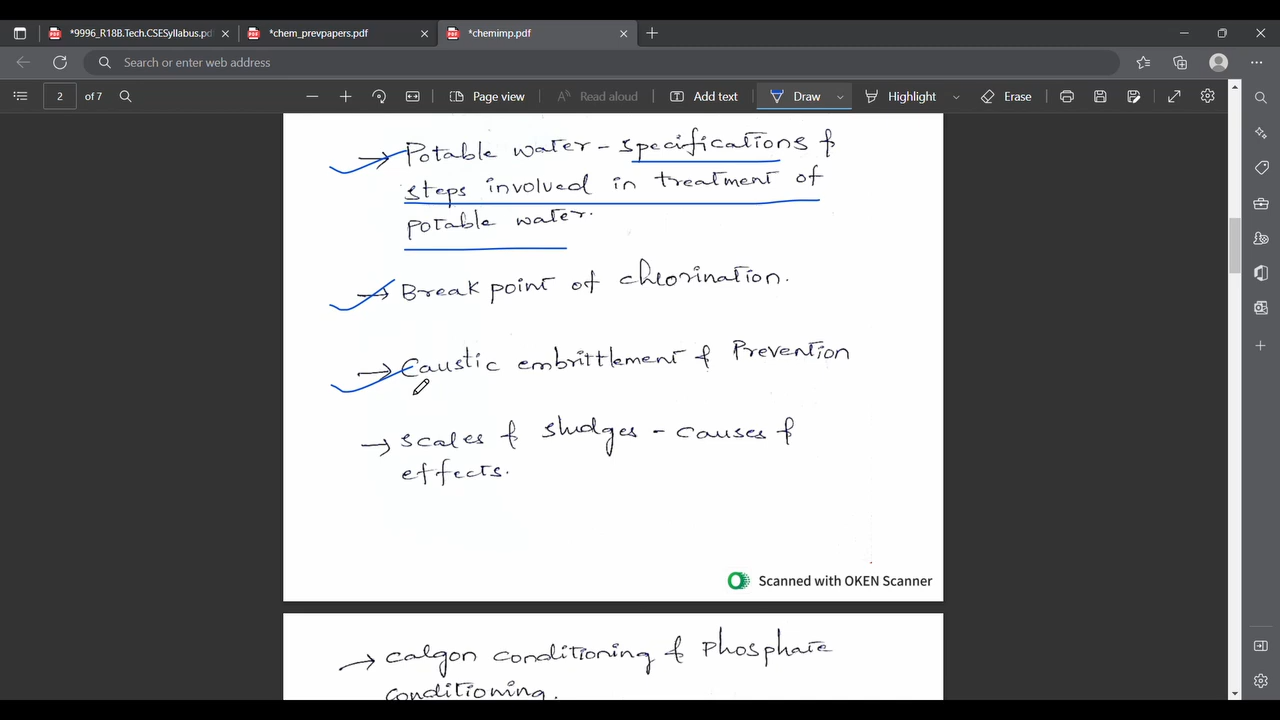 *9996_R18B.Tech.CSESyllabus.pd
*chem_prevpapers.pdf
*chemimp.pdf
Search or enter web address
2 of 7
Page view
Read aloud
Add text
Draw
Highlight
Erase
→ Potable water - specifications &
steps involved in treatment of
potable water.
→ Break point of chlorination.
→ Caustic embrittlement & Prevention
→ scales & sludges - causes &
effects.
Scanned with OKEN Scanner
→ calgon conditioning & Phosphate
conditioning.